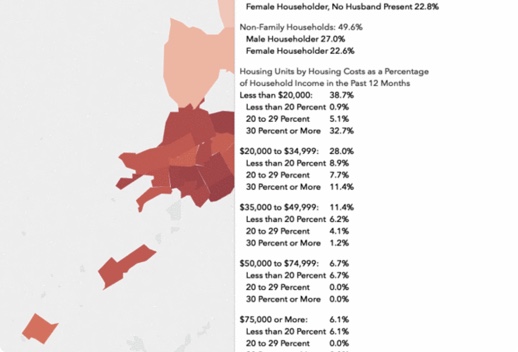 Female Householder, No Husband Present 22.8%
Non-Family Households: 49.6%
Male Householder 27.0%
Female Householder 22.6%
Housing Units by Housing Costs as a Percentage
of Household Income in the Past 12 Months
Less than $20,000: 38.7%
Less than 20 Percent 0.9%
20 to 29 Percent 5.1%
30 Percent or More 32.7%
$20,000 to $34,999: 28.0%
Less than 20 Percent 8.9%
20 to 29 Percent 7.7%
30 Percent or More 11.4%
$35,000 to $49,999: 11.4%
Less than 20 Percent 6.2%
20 to 29 Percent 4.1%
30 Percent or More 1.2%
$50,000 to $74,999: 6.7%
Less than 20 Percent 6.7%
20 to 29 Percent 0.0%
30 Percent or More 0.0%
$75,000 or More: 6.1%
Less than 20 Percent 6.1%
20 to 29 Percent 0.0%